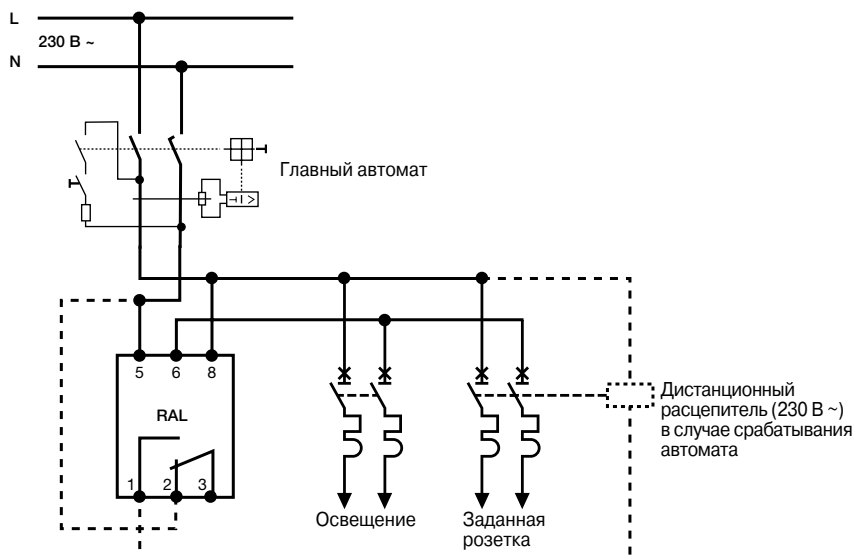 L
230 В ~
N
Главный автомат
5 6 8
RAL
1 2 3
Дистанционный
расцепитель (230 В ~)
в случае срабатывания
автомата
Освещение
Заданная
розетка